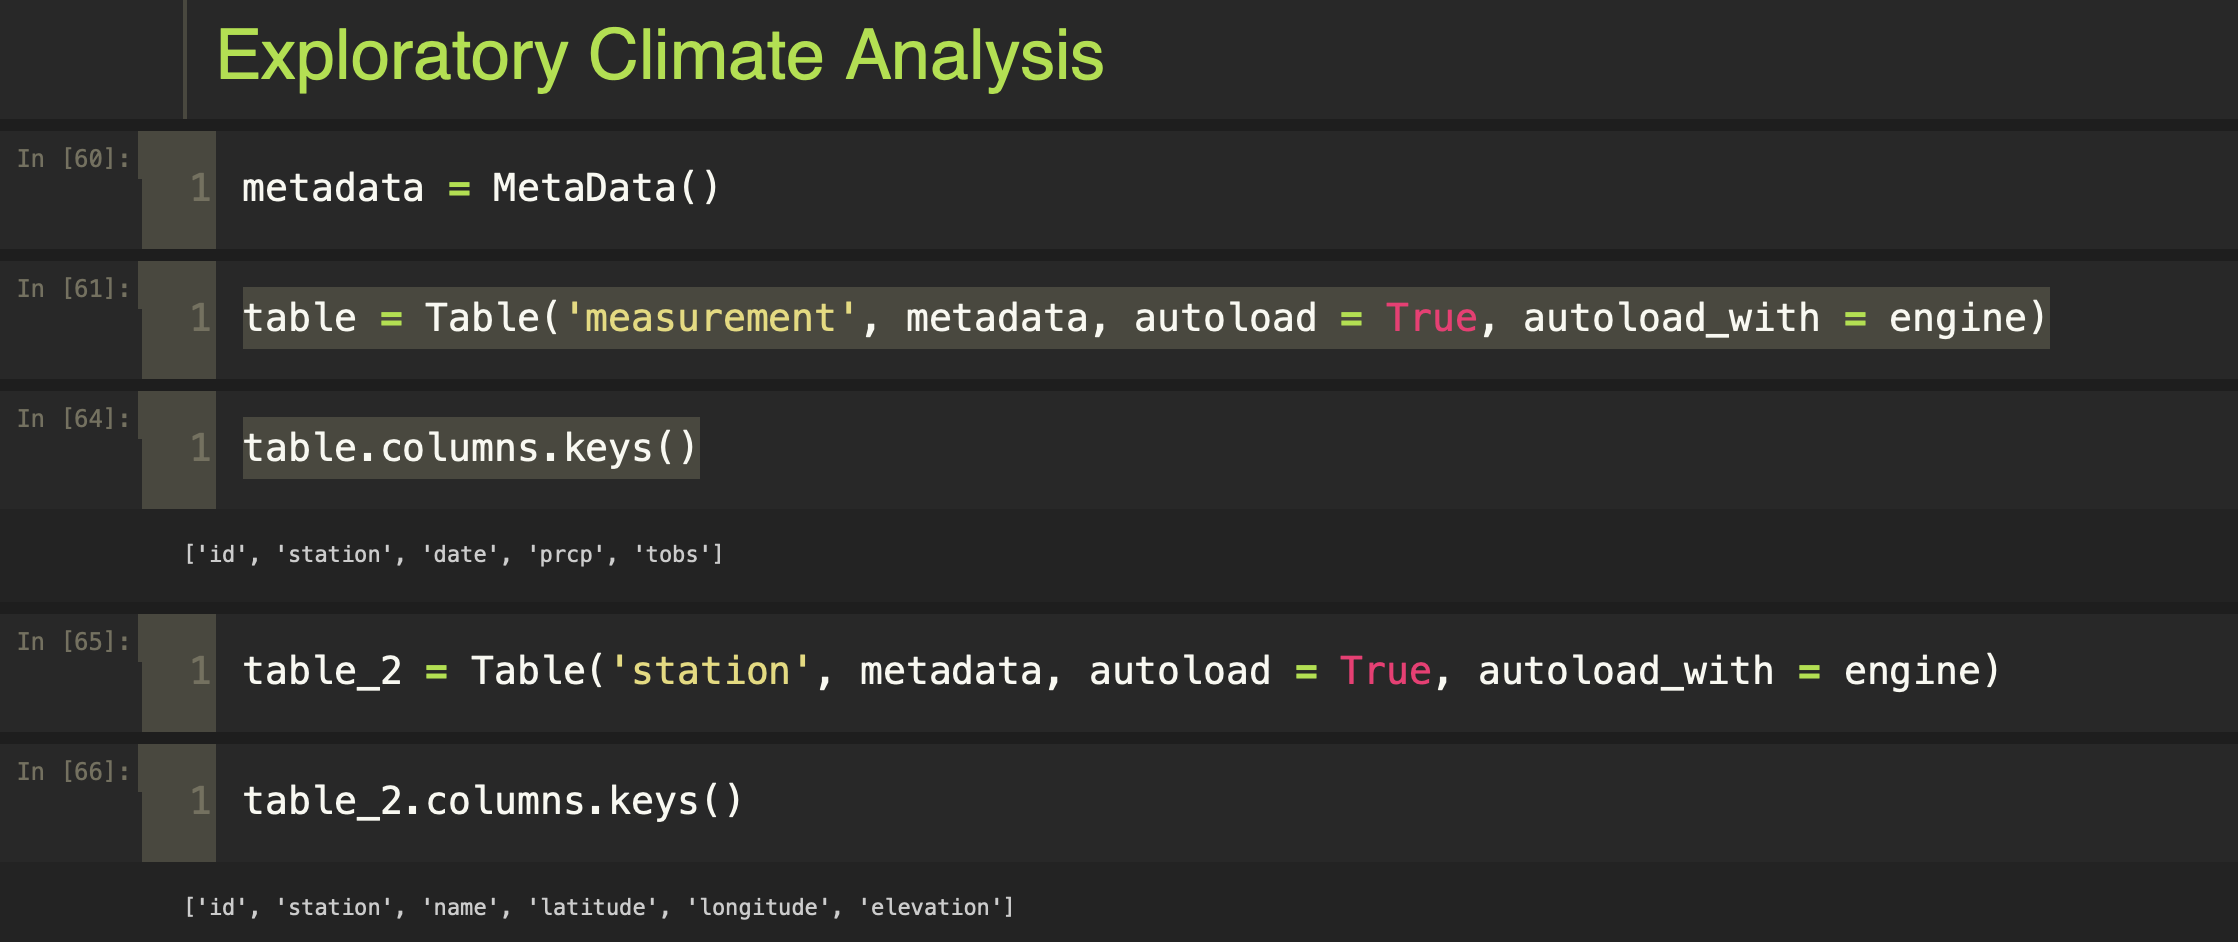 Exploratory Climate Analysis
In [60]:
1 metadata = MetaData()
In [61]:
1 table = Table('measurement', metadata, autoload = True, autoload_with = engine)
In [64]:
1 table.columns.keys()
['id', 'station', 'date', 'prcp', 'tobs']
In [65]:
1 table_2 = Table('station', metadata, autoload = True, autoload_with = engine)
In [66]:
1 table_2.columns.keys()
['id', 'station', 'name', 'latitude', 'longitude', 'elevation']